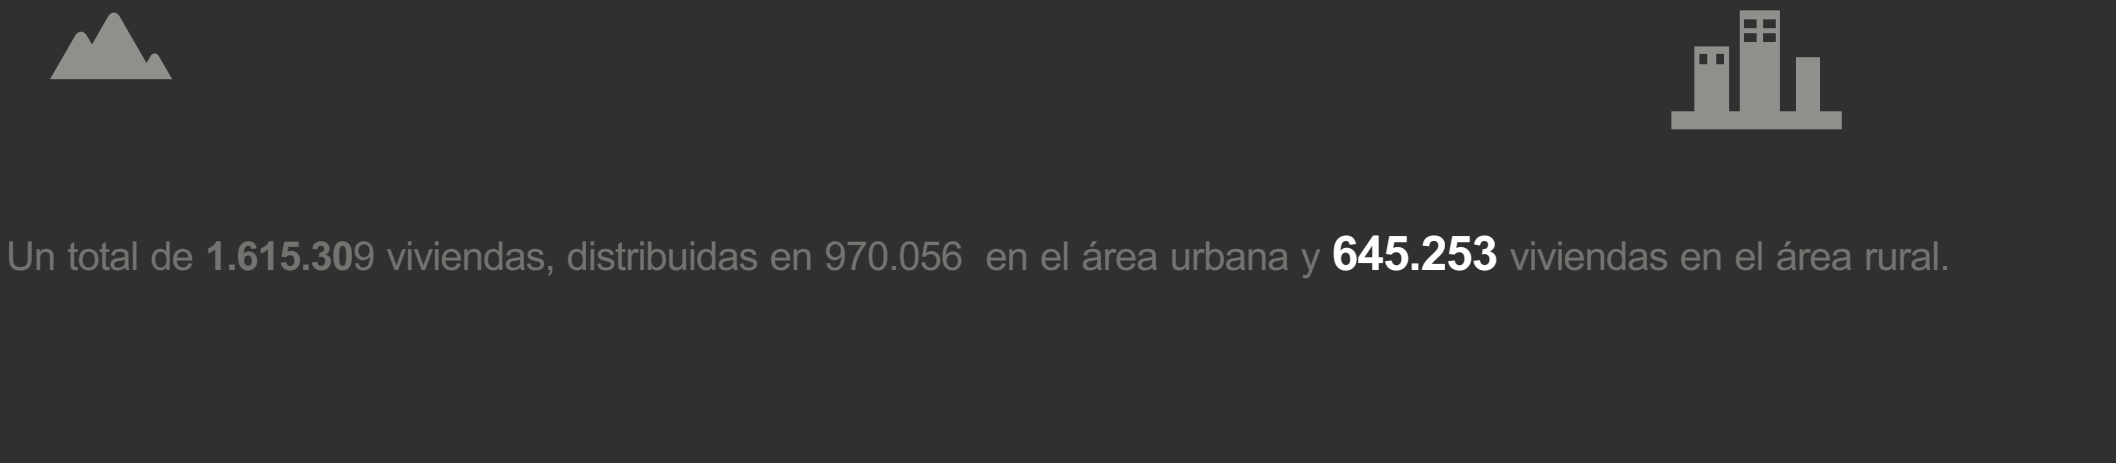 Un total de 1.615.309 viviendas, distribuidas en 970.056  en el área urbana y 645.253 viviendas en el área rural.